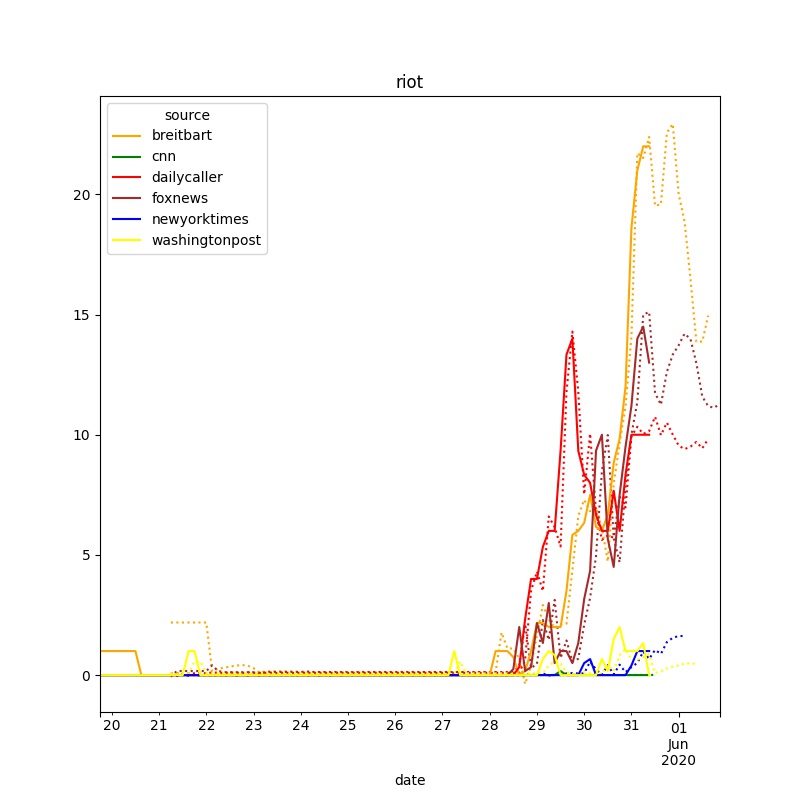 riot
source
breitbart
cnn
dailycaller
foxnews
newyorktimes
washingtonpost
20
15
10
5
0
20 21 22 23 24 25 26 27 28 29 30 31 01
Jun
2020
date